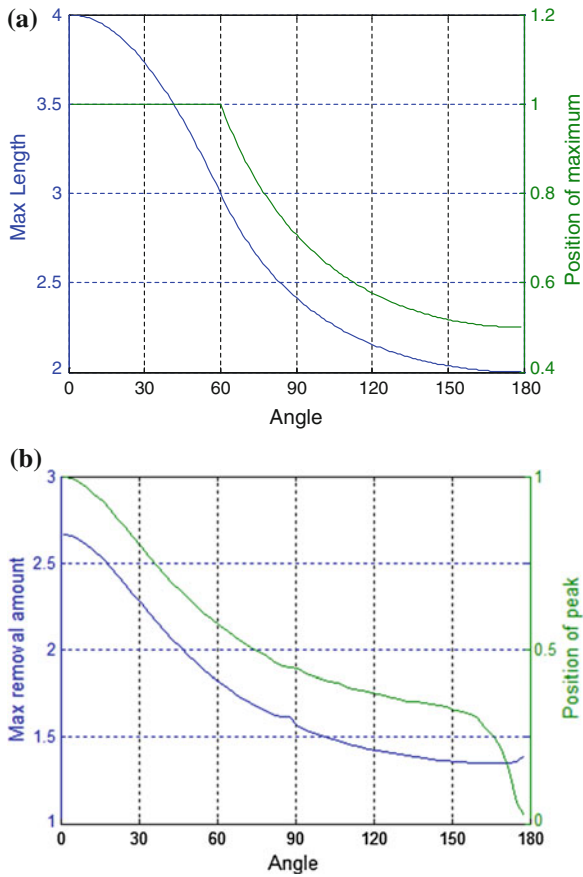 (a)
4
3.5
3
2.5
2
Max Length
1.2
1
0.8
0.6
0.4
Position of maximum
0 30 60 90 120 150 180
Angle
(b)
3
2.5
2
1.5
1
Max removal amount
1
0.5
0
Position of peak
0 30 60 90 120 150 180
Angle